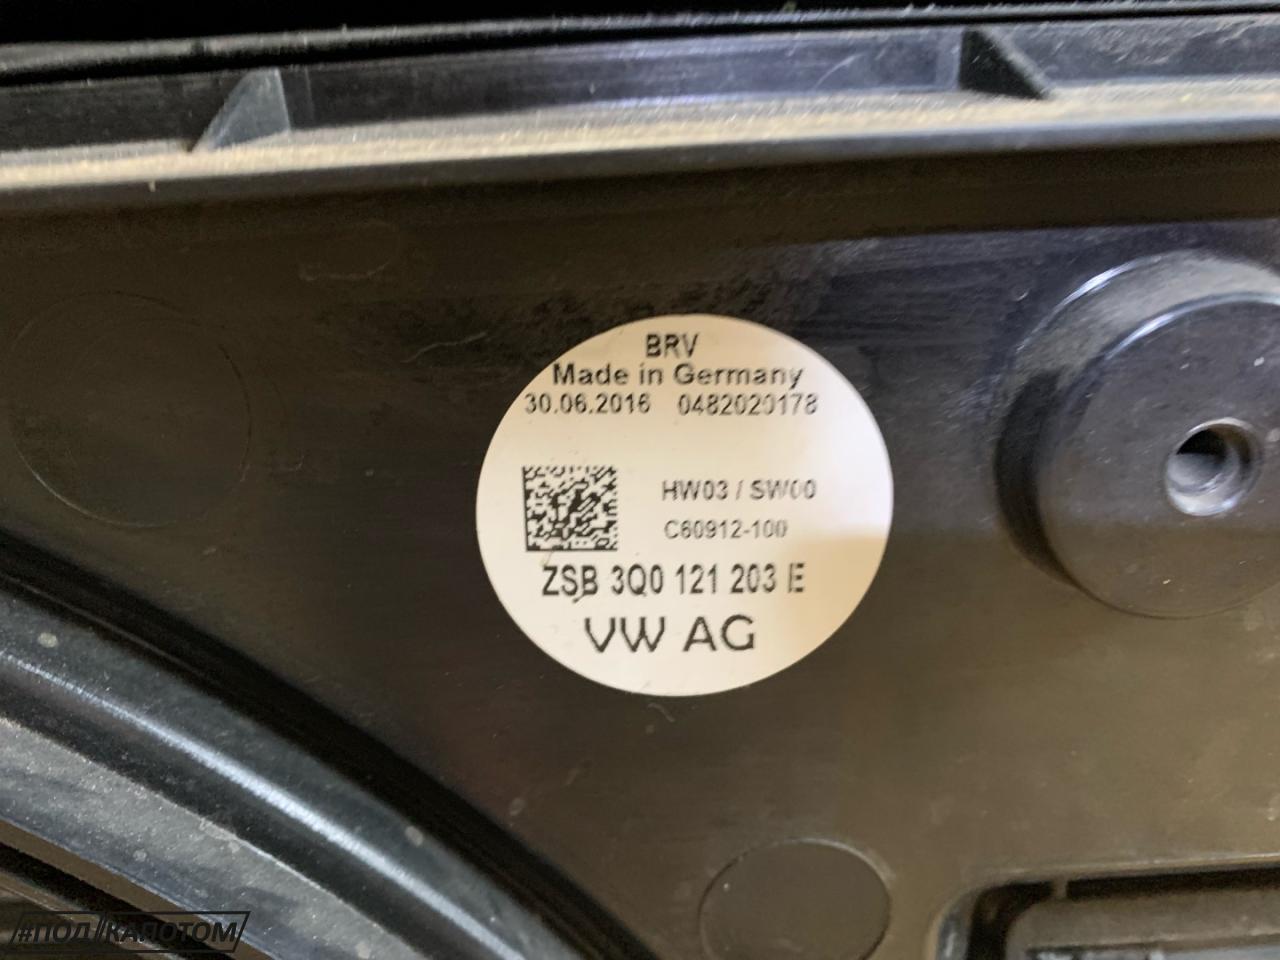 BRV
Made in Germany
30.06.2016 0482020178
HW03 / SW00
C60912-100
ZSB 3Q0 121 203 E
VW AG
#ПОД КАПОТОМ